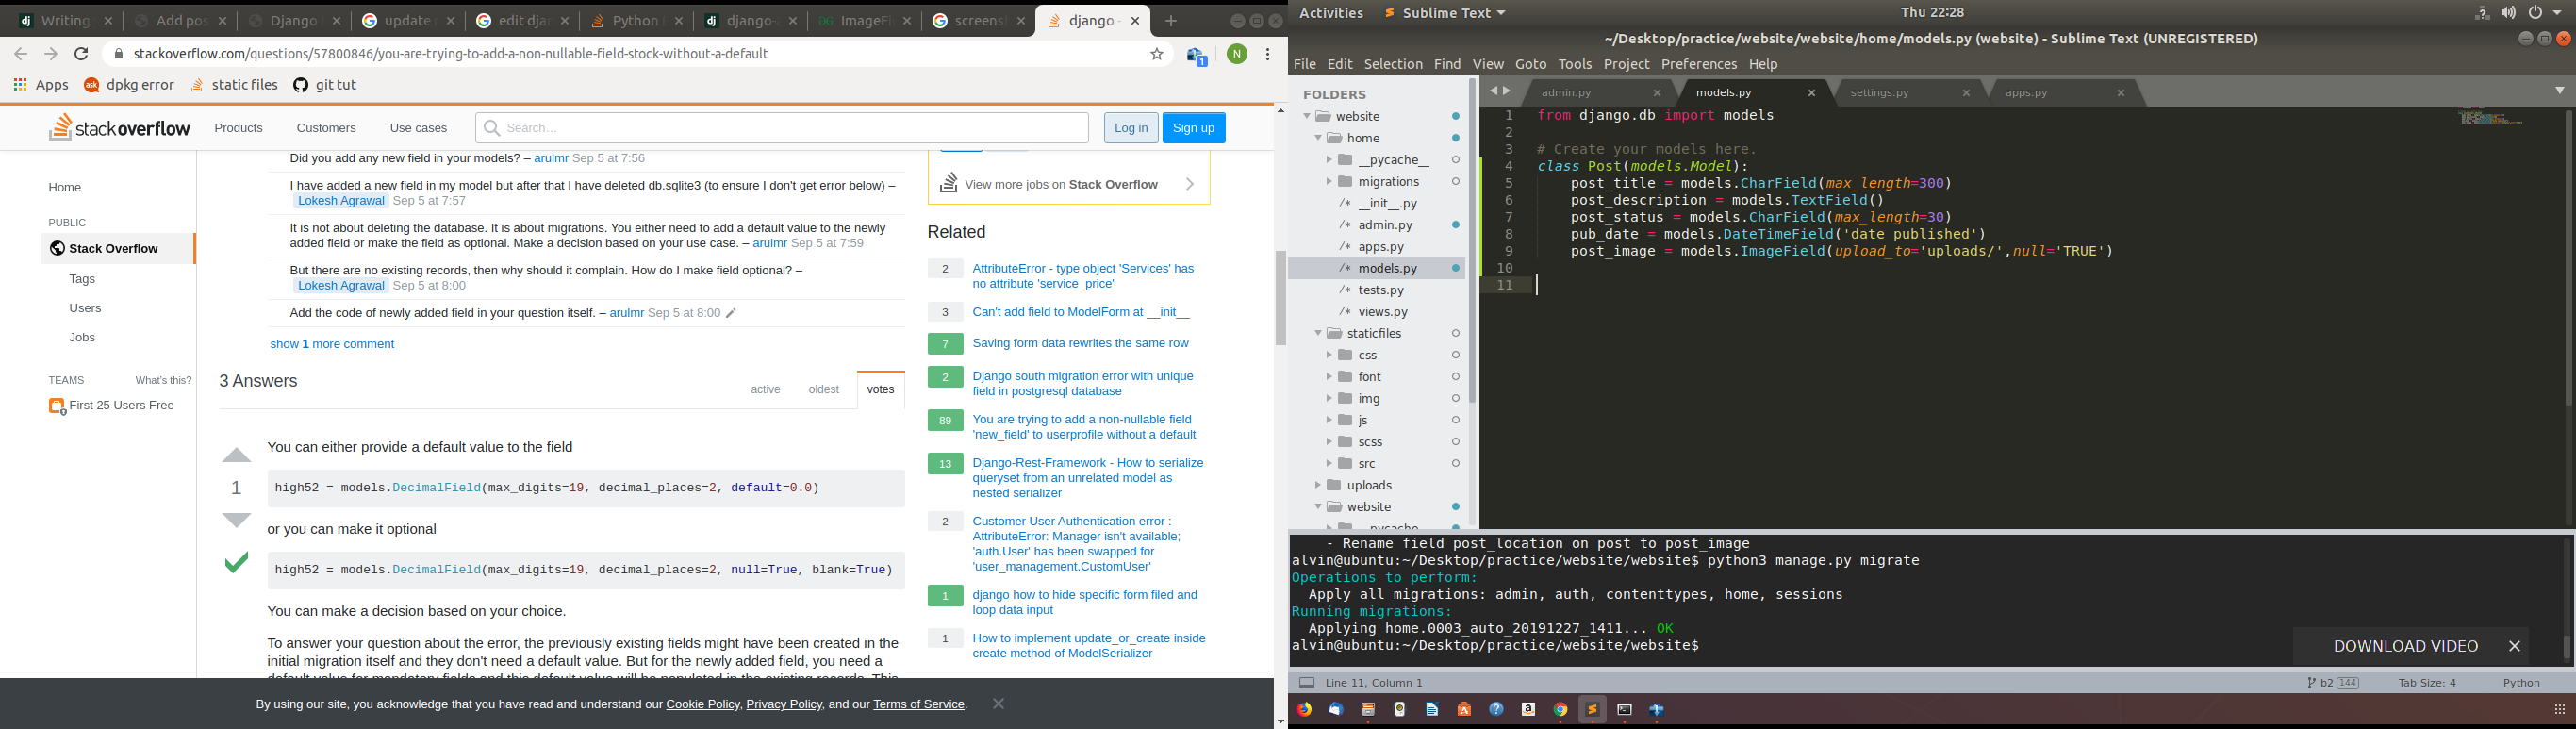 Writing
Add pos
Django
update
edit djan
Python
django-
ImageFi
screensh
django -
stackoverflow.com/questions/57800846/you-are-trying-to-add-a-non-nullable-field-stock-without-a-default
1
N
Apps
dpkg error
static files
git tut
stackoverflow
Products
Customers
Use cases
Search…
Log in
Sign up
Home
PUBLIC
Stack Overflow
Tags
Users
Jobs
TEAMS
What's this?
First 25 Users Free
Did you add any new field in your models? – arulmr Sep 5 at 7:56
I have added a new field in my model but after that I have deleted db.sqlite3 (to ensure I don't get error below) –
Lokesh Agrawal Sep 5 at 7:57
It is not about deleting the database. It is about migrations. You either need to add a default value to the newly
added field or make the field as optional. Make a decision based on your use case. – arulmr Sep 5 at 7:59
But there are no existing records, then why should it complain. How do I make field optional? –
Lokesh Agrawal Sep 5 at 8:00
Add the code of newly added field in your question itself. – arulmr Sep 5 at 8:00
show 1 more comment
3 Answers
active
oldest
votes
1
You can either provide a default value to the field
high52 = models.DecimalField(max_digits=19, decimal_places=2, default=0.0)
or you can make it optional
high52 = models.DecimalField(max_digits=19, decimal_places=2, null=True, blank=True)
You can make a decision based on your choice.
To answer your question about the error, the previously existing fields might have been created in the
initial migration itself and they don't need a default value. But for the newly added field, you need a
default value for mandatory fields and this default value will be populated in the existing records. This
View more jobs on Stack Overflow
Related
2 AttributeError - type object 'Services' has
no attribute 'service_price'
3 Can't add field to ModelForm at __init__
7 Saving form data rewrites the same row
2 Django south migration error with unique
field in postgresql database
89 You are trying to add a non-nullable field
'new_field' to userprofile without a default
13 Django-Rest-Framework - How to serialize
queryset from an unrelated model as
nested serializer
2 Customer User Authentication error :
AttributeError: Manager isn't available;
'auth.User' has been swapped for
'user_management.CustomUser'
1 django how to hide specific form filed and
loop data input
1 How to implement update_or_create inside
create method of ModelSerializer
By using our site, you acknowledge that you have read and understand our Cookie Policy, Privacy Policy, and our Terms of Service.
Activities
Sublime Text
Thu 22:28
~/Desktop/practice/website/website/home/models.py (website) - Sublime Text (UNREGISTERED)
File Edit Selection Find View Goto Tools Project Preferences Help
FOLDERS
website
home
__pycache__
migrations
/* __init__.py
/* admin.py
/* apps.py
/* models.py
/* tests.py
/* views.py
staticfiles
css
font
img
js
scss
src
uploads
website
__pycache__
admin.py
models.py
settings.py
apps.py
1 from django.db import models
2
3 # Create your models here.
4 class Post(models.Model):
5 post_title = models.CharField(max_length=300)
6 post_description = models.TextField()
7 post_status = models.CharField(max_length=30)
8 pub_date = models.DateTimeField('date published')
9 post_image = models.ImageField(upload_to='uploads/',null='TRUE')
10
11
- Rename field post_location on post to post_image
alvin@ubuntu:~/Desktop/practice/website/website$ python3 manage.py migrate
Operations to perform:
Apply all migrations: admin, auth, contenttypes, home, sessions
Running migrations:
Applying home.0003_auto_20191227_1411... OK
alvin@ubuntu:~/Desktop/practice/website/website$
DOWNLOAD VIDEO
Line 11, Column 1
b2 144
Tab Size: 4
Python